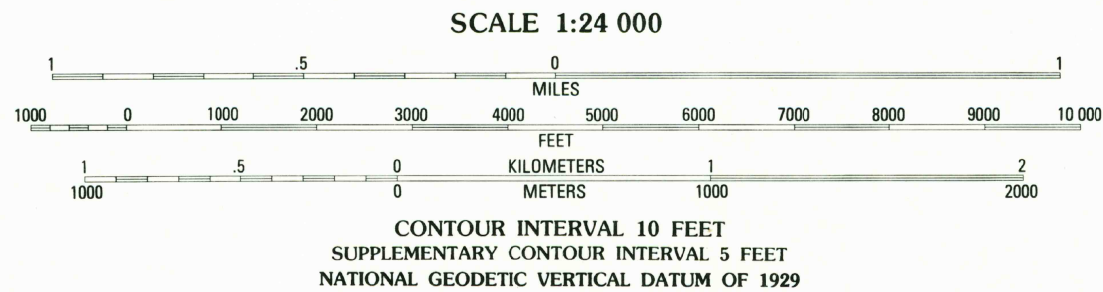 SCALE 1:24 000
1 .5 0 1
MILES
1000 0 1000 2000 3000 4000 5000 6000 7000 8000 9000 10 000
FEET
1 .5 0 KILOMETERS 1 2
1000 0 METERS 1000 2000
CONTOUR INTERVAL 10 FEET
SUPPLEMENTARY CONTOUR INTERVAL 5 FEET
NATIONAL GEODETIC VERTICAL DATUM OF 1929